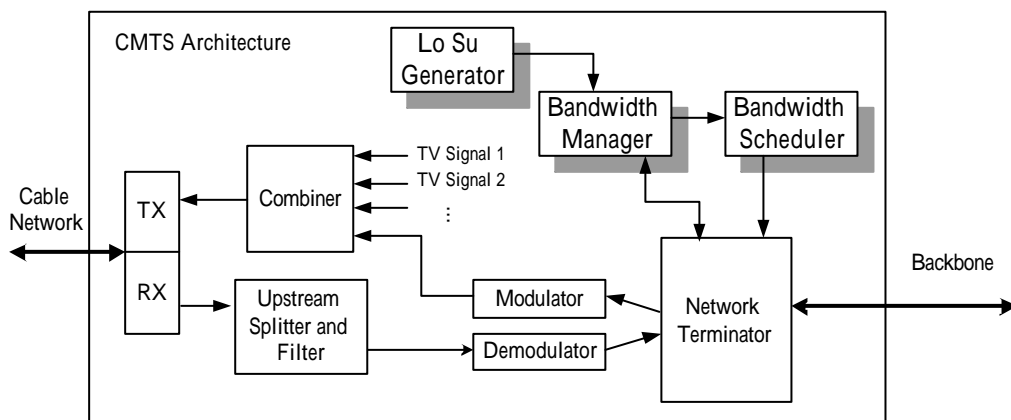 CMTS Architecture
Lo Su
Generator
Bandwidth
Manager
Bandwidth
Scheduler
TV Signal 1
TV Signal 2
...
Combiner
Cable
Network
TX
RX
Upstream
Splitter and
Filter
Modulator
Demodulator
Network
Terminator
Backbone